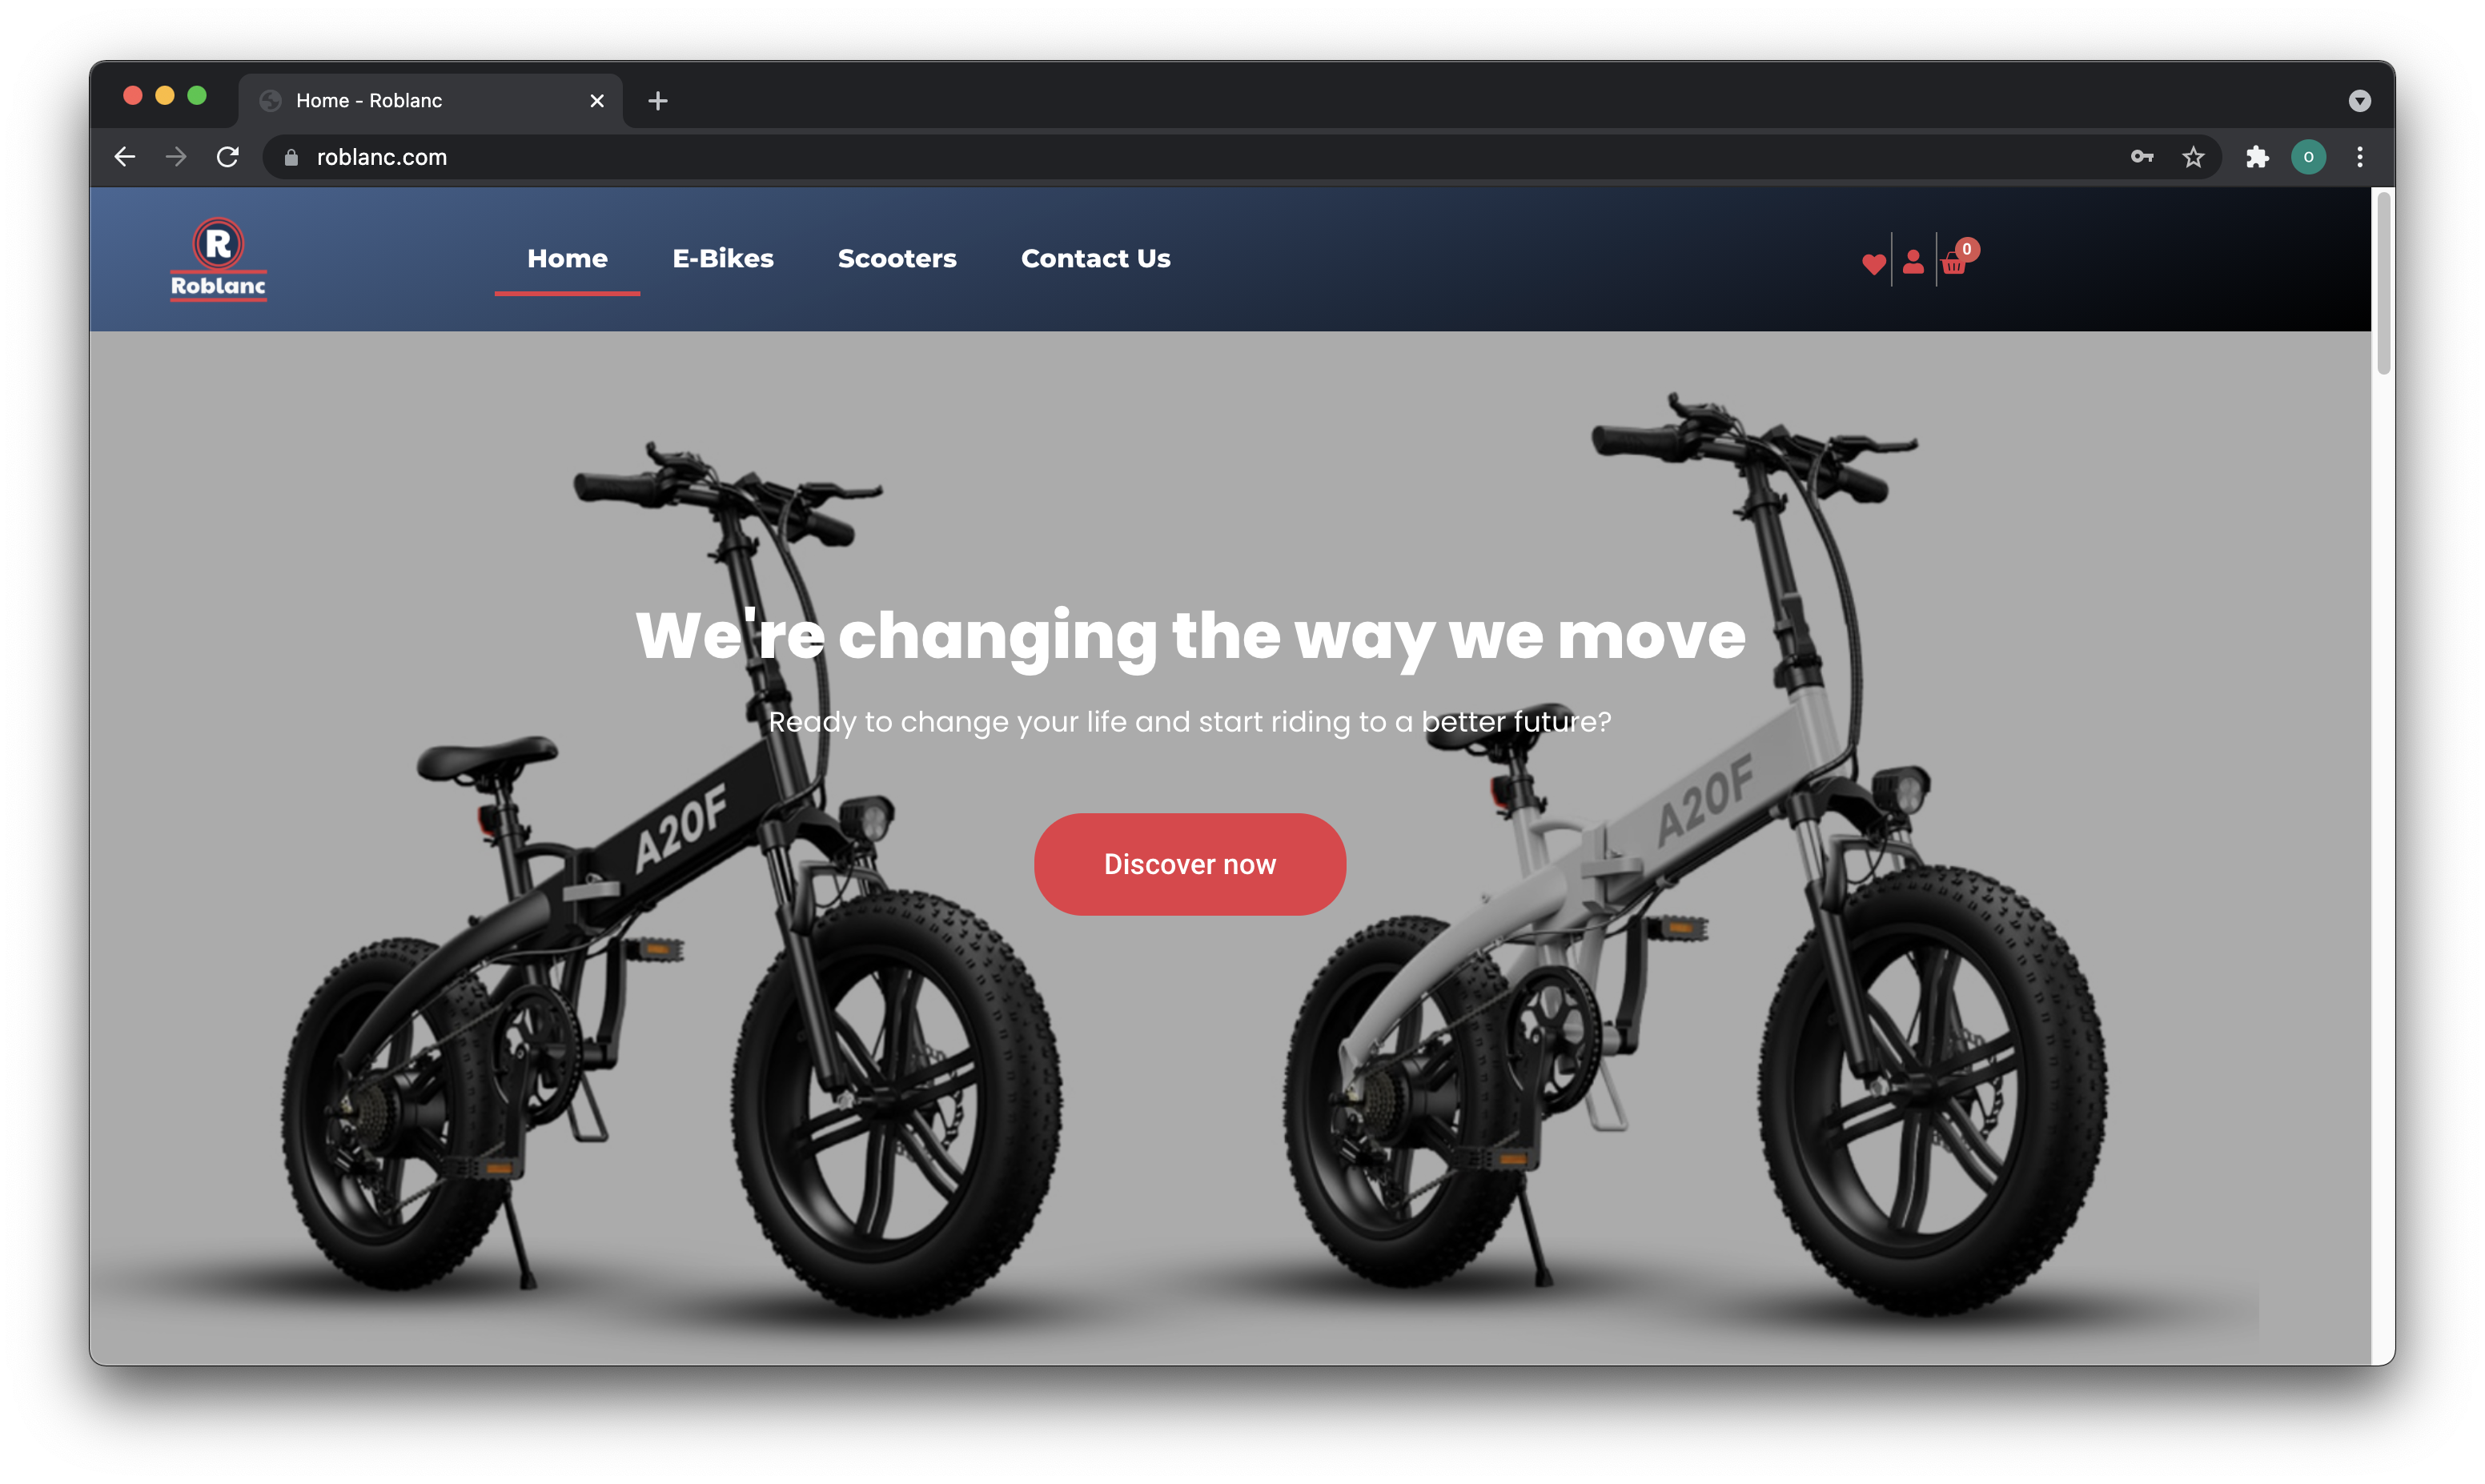 Home - Roblanc
roblanc.com
O
R
Roblanc
Home
E-Bikes
Scooters
Contact Us
0
We're changing the way we move
Ready to change your life and start riding to a better future?
A20F
A20F
Discover now